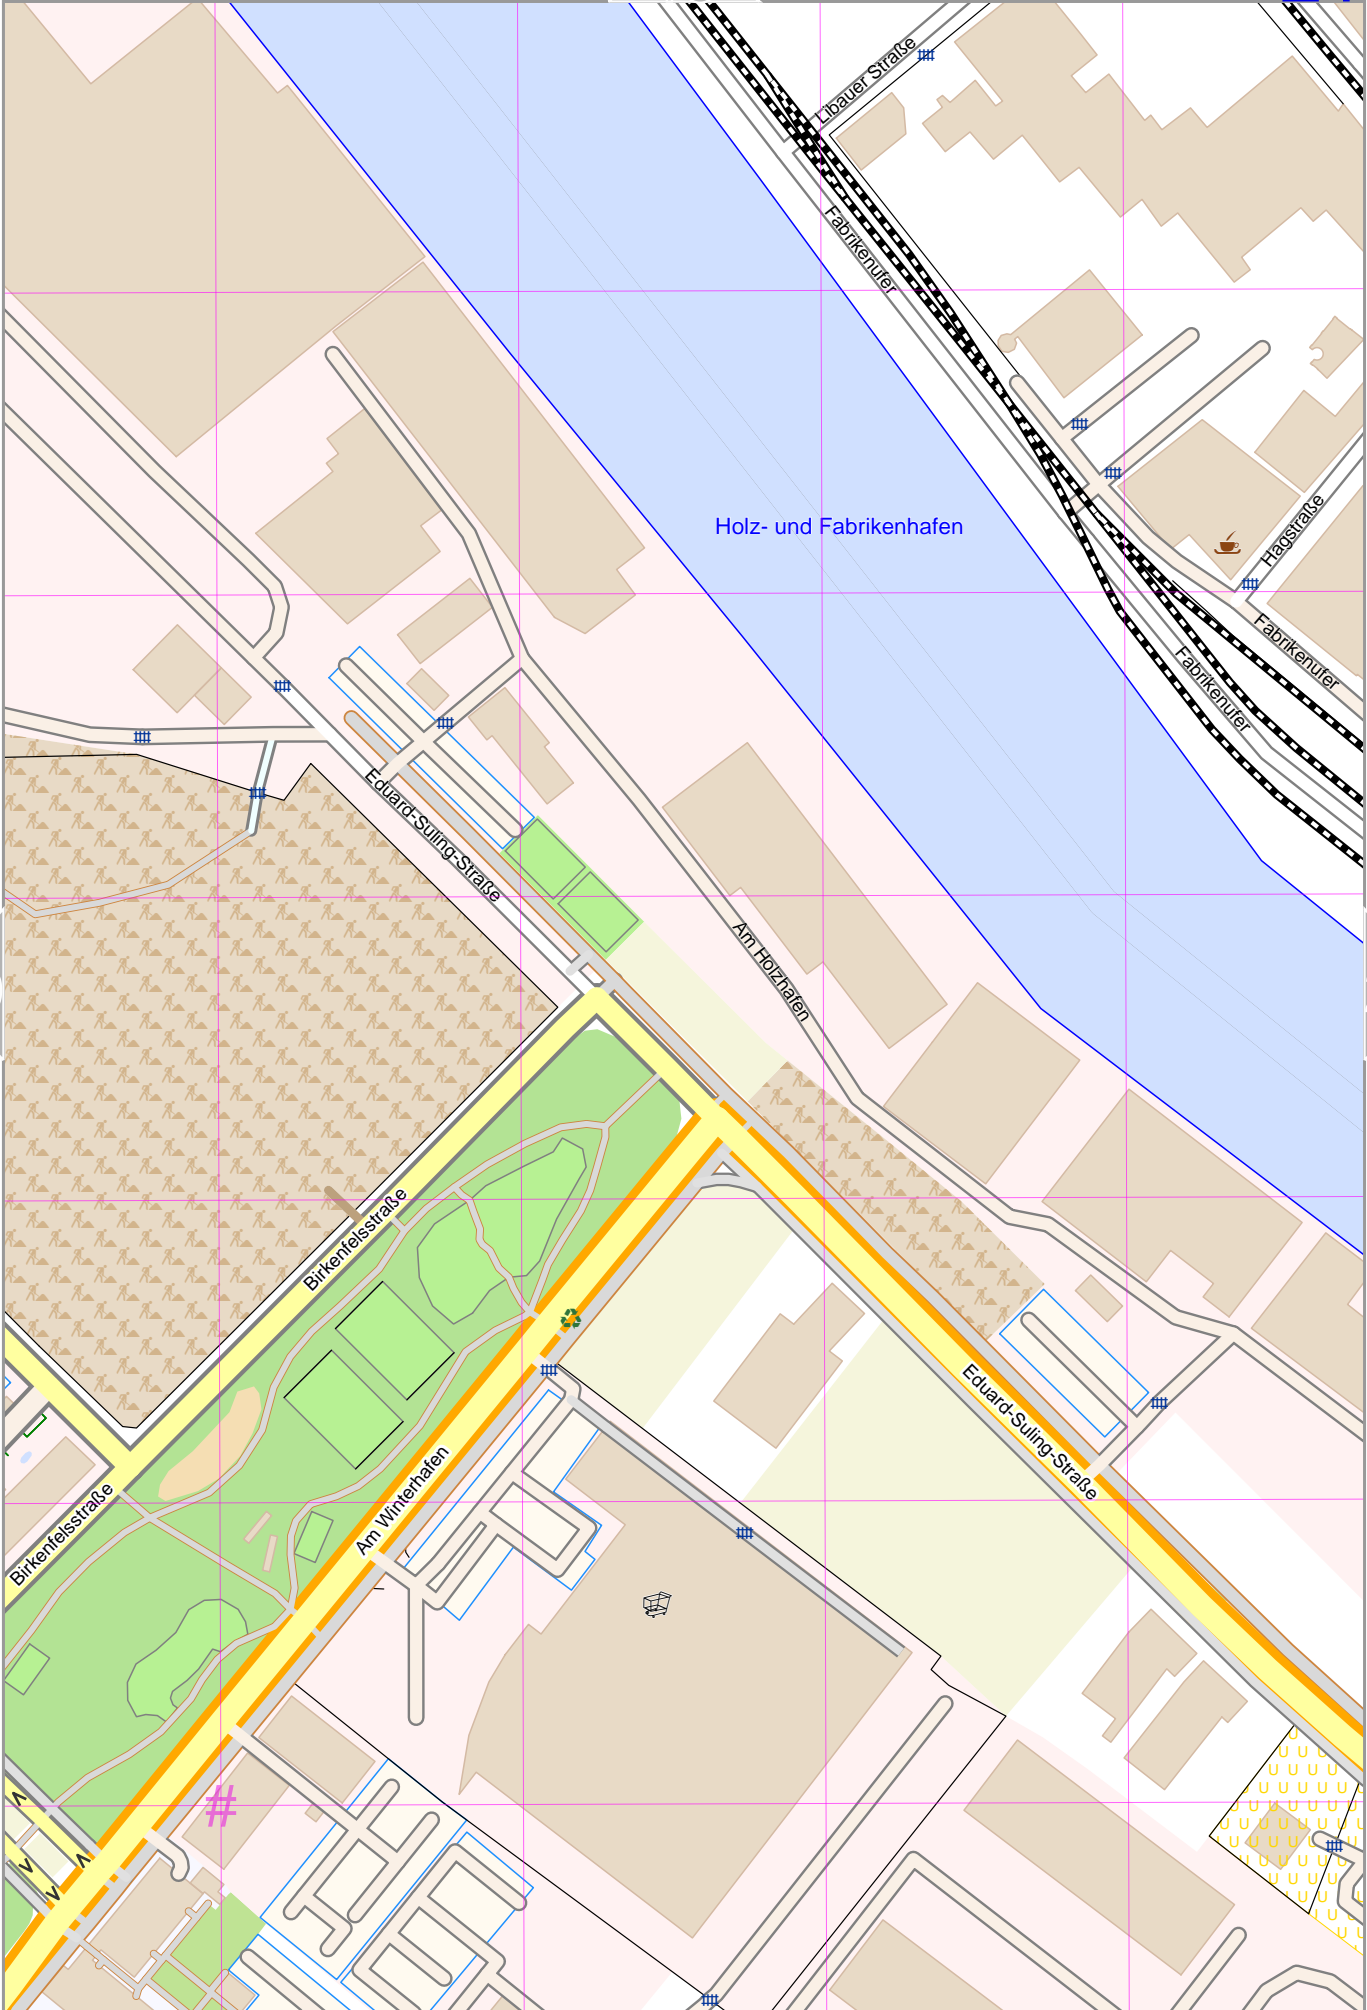 Libauer Straße
Fabrikenufer
Holz- und Fabrikenhafen
Hagstraße
Fabrikenufer
Fabrikenufer
Eduard-Suling-Straße
Am Holzhafen
Birkenfelsstraße
Eduard-Suling-Straße
Am Winterhafen
Birkenfelsstraße
#